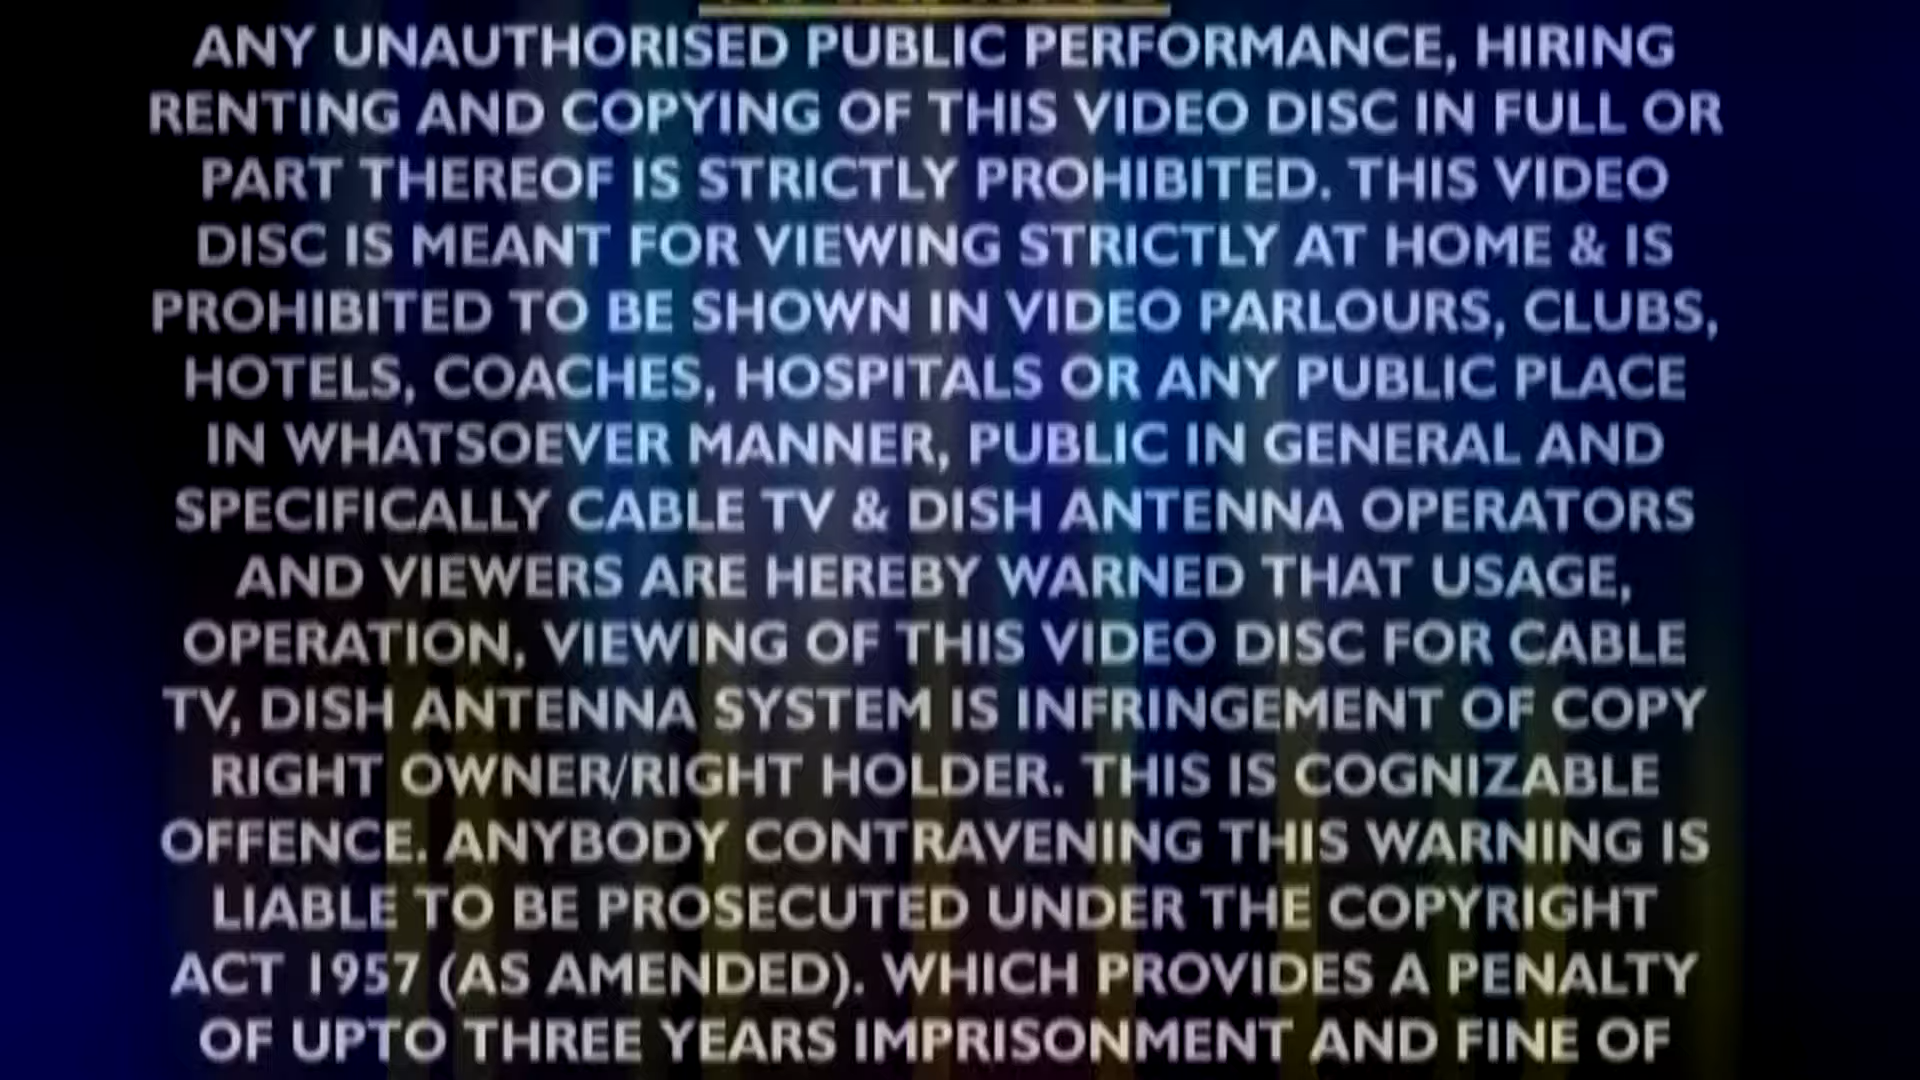 ANY UNAUTHORISED PUBLIC PERFORMANCE, HIRING
RENTING AND COPYING OF THIS VIDEO DISC IN FULL OR
PART THEREOF IS STRICTLY PROHIBITED. THIS VIDEO
DISC IS MEANT FOR VIEWING STRICTLY AT HOME & IS
PROHIBITED TO BE SHOWN IN VIDEO PARLOURS, CLUBS,
HOTELS, COACHES, HOSPITALS OR ANY PUBLIC PLACE
IN WHATSOEVER MANNER, PUBLIC IN GENERAL AND
SPECIFICALLY CABLE TV & DISH ANTENNA OPERATORS
AND VIEWERS ARE HEREBY WARNED THAT USAGE,
OPERATION, VIEWING OF THIS VIDEO DISC FOR CABLE
TV, DISH ANTENNA SYSTEM IS INFRINGEMENT OF COPY
RIGHT OWNER/RIGHT HOLDER. THIS IS COGNIZABLE
OFFENCE. ANYBODY CONTRAVENING THIS WARNING IS
LIABLE TO BE PROSECUTED UNDER THE COPYRIGHT
ACT 1957 (AS AMENDED). WHICH PROVIDES A PENALTY
OF UPTO THREE YEARS IMPRISONMENT AND FINE OF